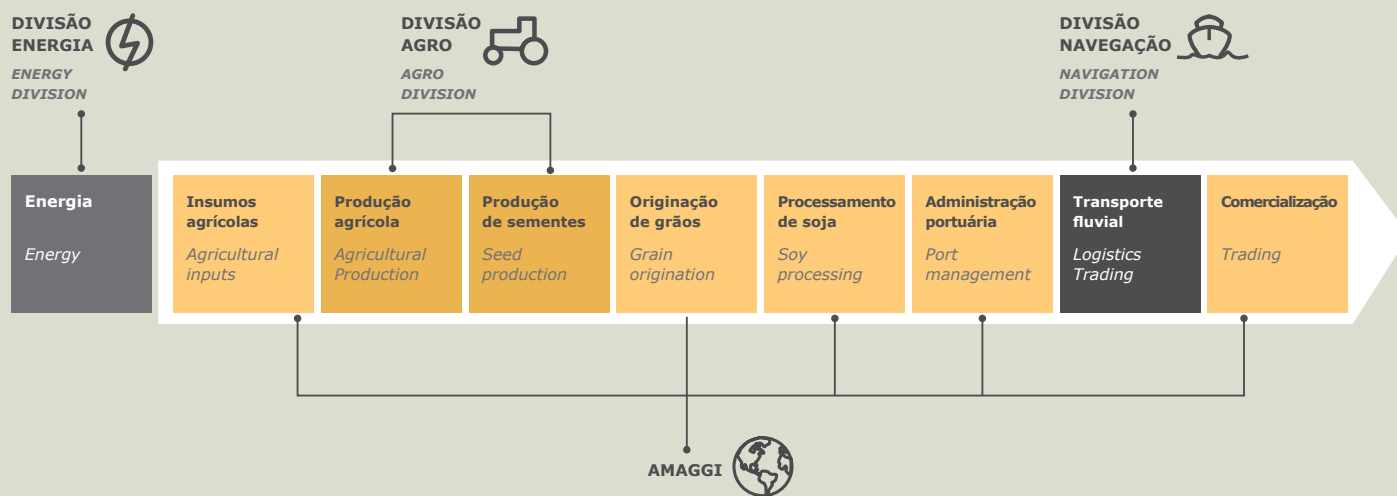 DIVISÃO
ENERGIA
ENERGY
DIVISION
DIVISÃO
AGRO
AGRO
DIVISION
DIVISÃO
NAVEGAÇÃO
NAVIGATION
DIVISION
Energia
Energy
Insumos
agrícolas
Agricultural
inputs
Produção
agrícola
Agricultural
Production
Produção
de sementes
Seed
production
Originação
de grãos
Grain
origination
Processamento
de soja
Soy
processing
Administração
portuária
Port
management
Transporte
fluvial
Logistics
Trading
Comercialização
Trading
AMAGGI